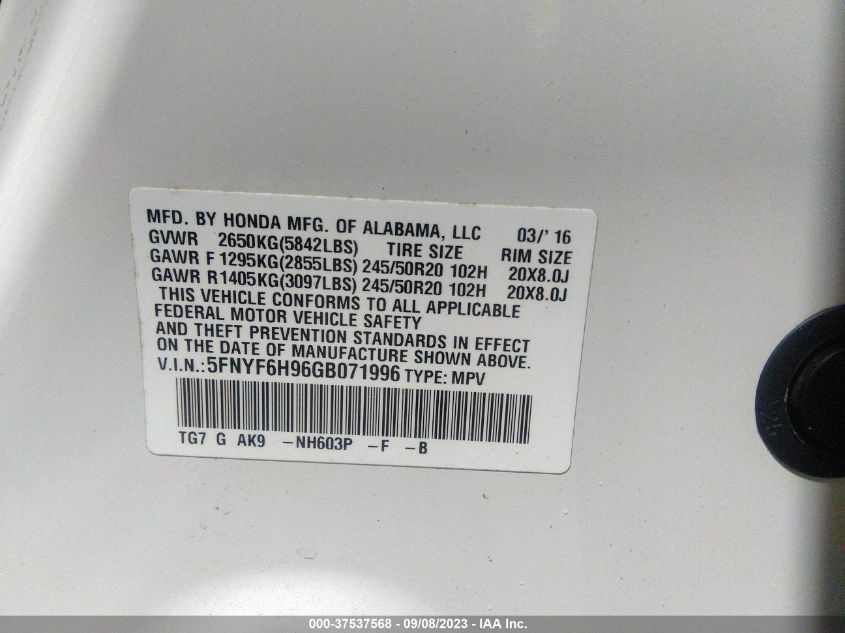 MFD. BY HONDA MFG. OF ALABAMA, LLC 03/' 16
GVWR 2650KG(5842LBS) TIRE SIZE RIM SIZE
GAWR F 1295KG(2855LBS) 245/50R20 102H 20X8.0J
GAWR R1405KG(3097LBS) 245/50R20 102H 20X8.0J
THIS VEHICLE CONFORMS TO ALL APPLICABLE
FEDERAL MOTOR VEHICLE SAFETY
AND THEFT PREVENTION STANDARDS IN EFFECT
ON THE DATE OF MANUFACTURE SHOWN ABOVE.
V.I.N.:5FNYF6H96GB071996 TYPE: MPV
TG7 G AK9 -NH603P -F -B
000-37537568 - 09/08/2023 - IAA Inc.